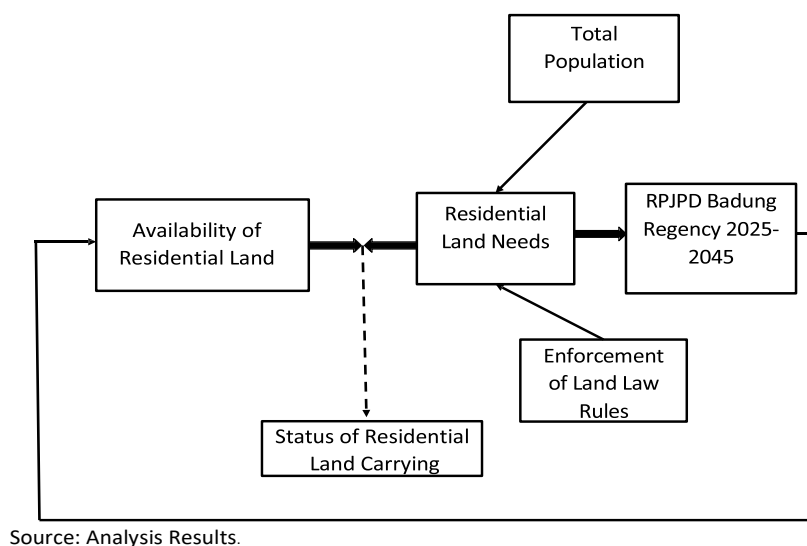 Total
Population
Availability of
Residential Land
Residential
Land Needs
RPJPD Badung
Regency 2025-
2045
Enforcement
of Land Law
Rules
Status of Residential
Land Carrying
Source: Analysis Results.